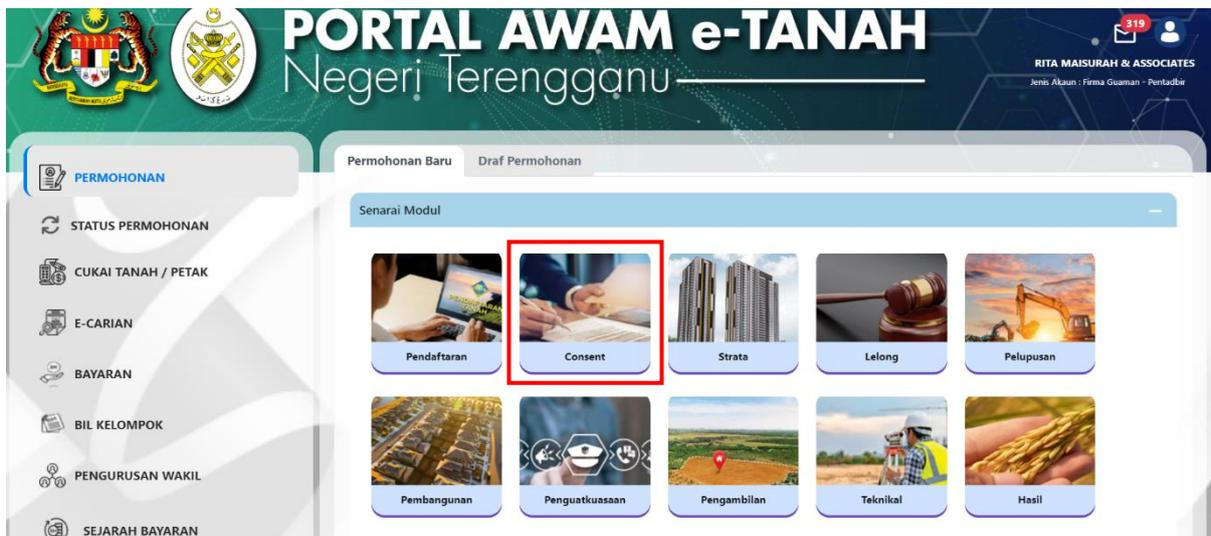 PORTAL AWAM e-TANAH
Negeri Terengganu
319
RITA MAISURAH & ASSOCIATES
Jenis Akaun : Firma Guaman - Pentadbir
PERMOHONAN
STATUS PERMOHONAN
CUKAI TANAH / PETAK
E-CARIAN
BAYARAN
BIL KELOMPOK
PENGURUSAN WAKIL
SEJARAH BAYARAN
Permohonan Baru
Draf Permohonan
Senarai Modul
Pendaftaran
Consent
Strata
Lelong
Pelupusan
Pembangunan
Penguatkuasaan
Pengambilan
Teknikal
Hasil